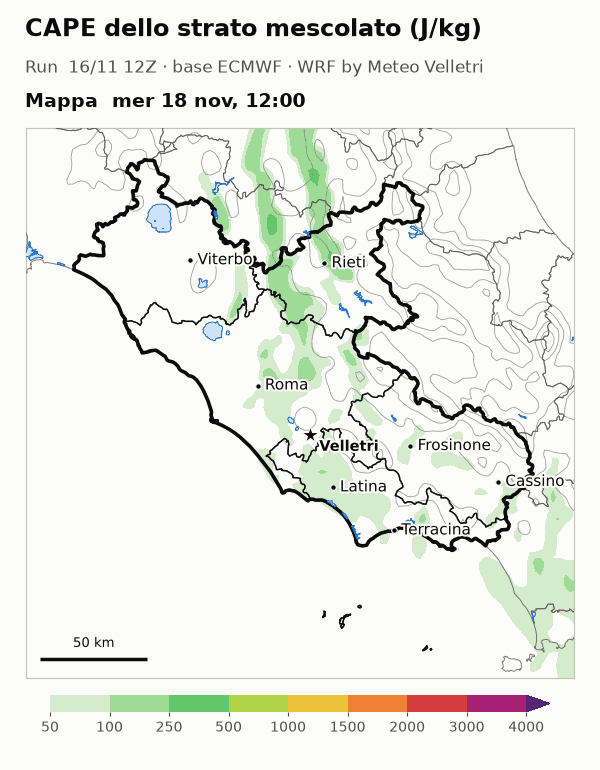 CAPE dello strato mescolato (J/kg)
Run  16/11 12Z · base ECMWF · WRF by Meteo Velletri
Mappa  mer 18 nov, 12:00
Viterbo
Rieti
Roma
Velletri
Frosinone
Latina
Cassino
Terracina
50 km
50 100 250 500 1000 1500 2000 3000 4000